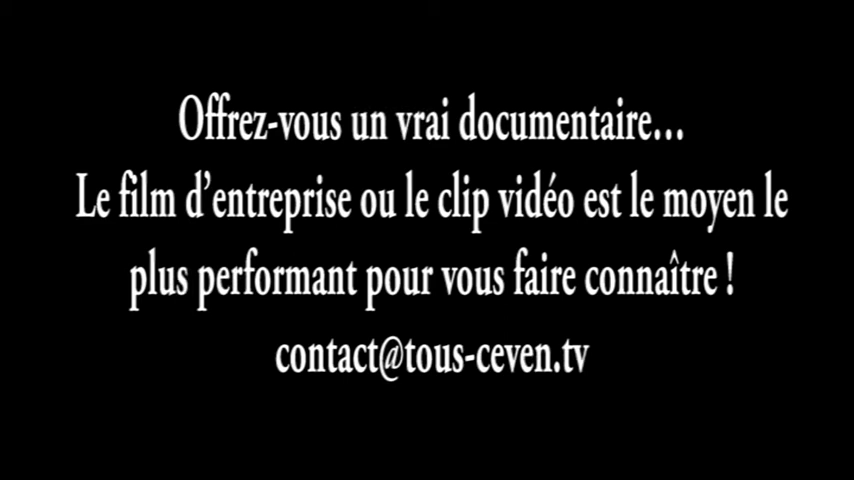 Offrez-vous un vrai documentaire...
Le film d’entreprise ou le clip vidéo est le moyen le
plus performant pour vous faire connaître !
contact@tous-ceven.tv